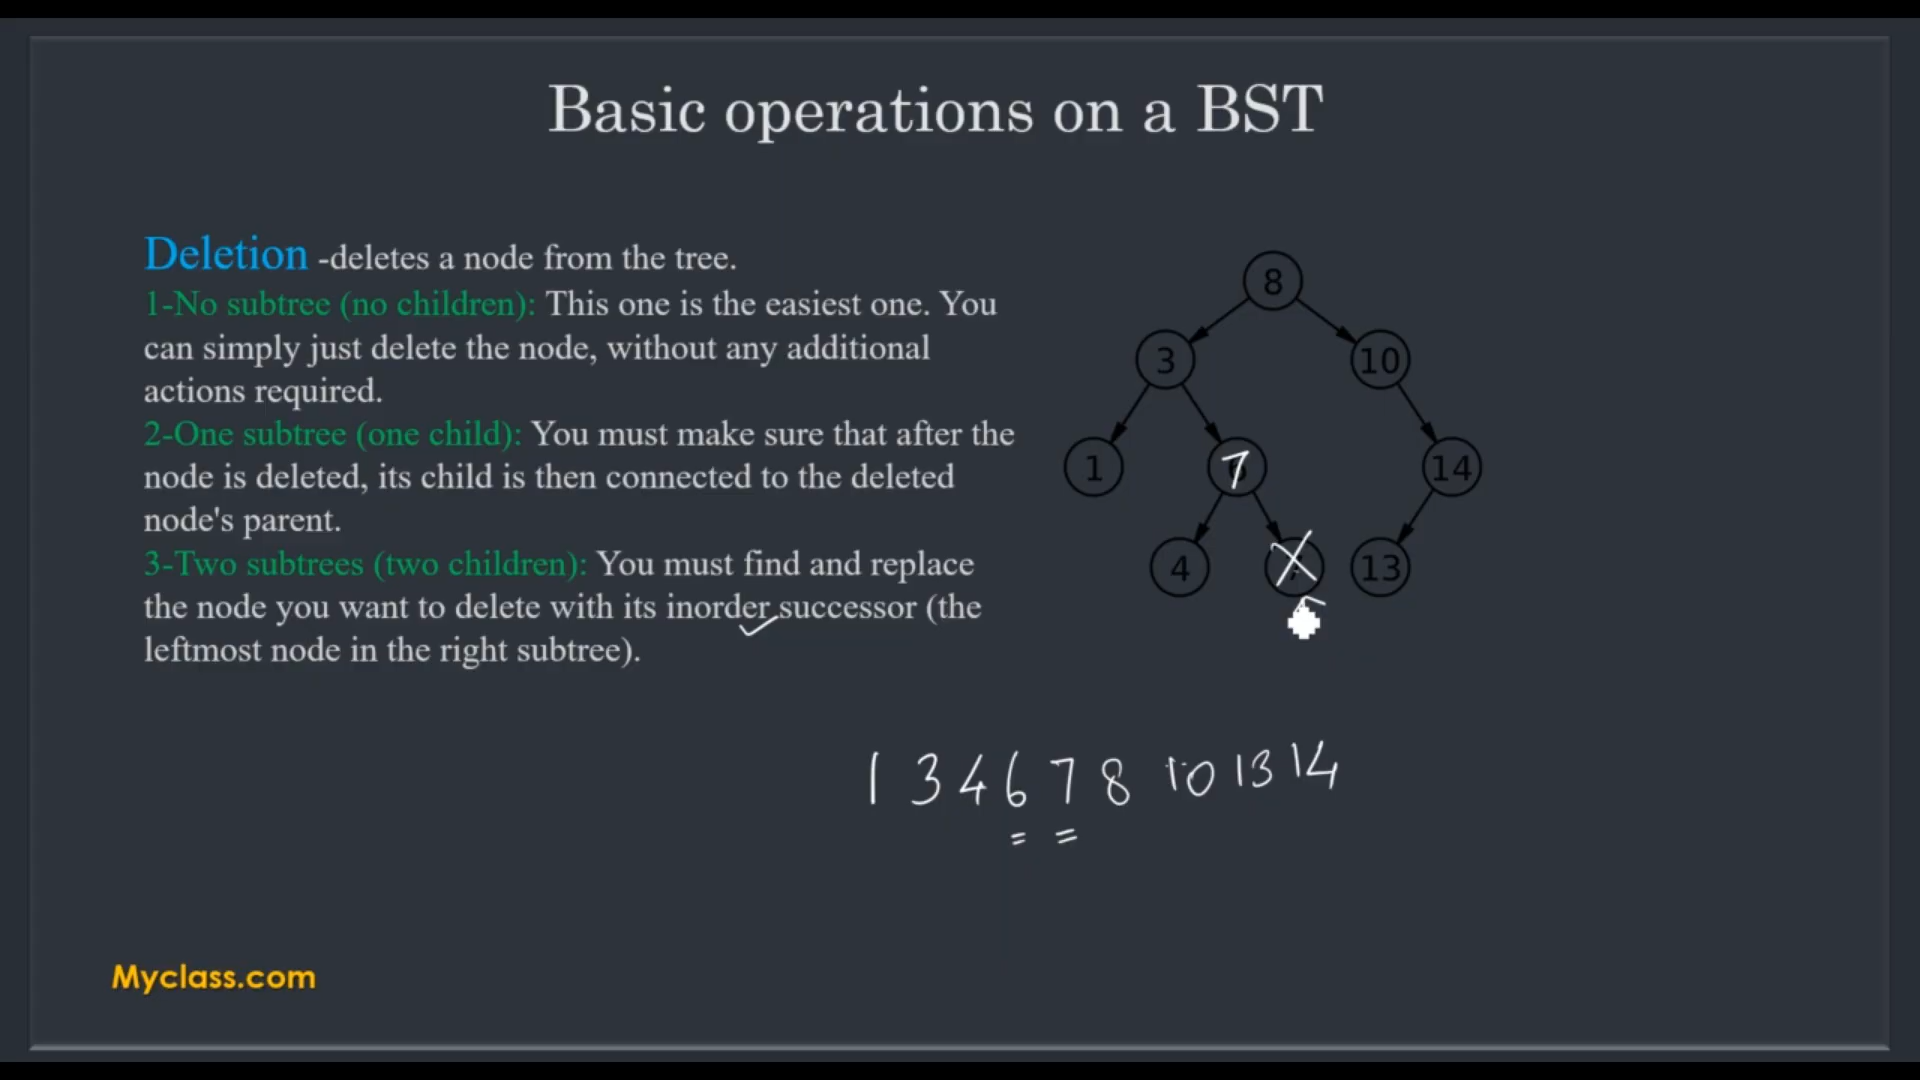 Basic operations on a BST
Deletion -deletes a node from the tree.
1-No subtree (no children): This one is the easiest one. You
can simply just delete the node, without any additional
actions required.
2-One subtree (one child): You must make sure that after the
node is deleted, its child is then connected to the deleted
node's parent.
3-Two subtrees (two children): You must find and replace
the node you want to delete with its inorder successor (the
leftmost node in the right subtree).
8
3 10
1 7 14
4 13
1 3 4 6 7 8 10 13 14
= =
Myclass.com